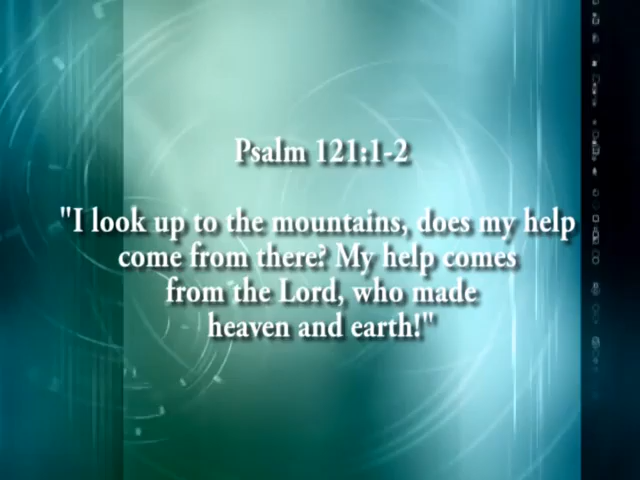 Psalm 121:1-2
"I look up to the mountains, does my help
come from there? My help comes
from the Lord, who made
heaven and earth!"